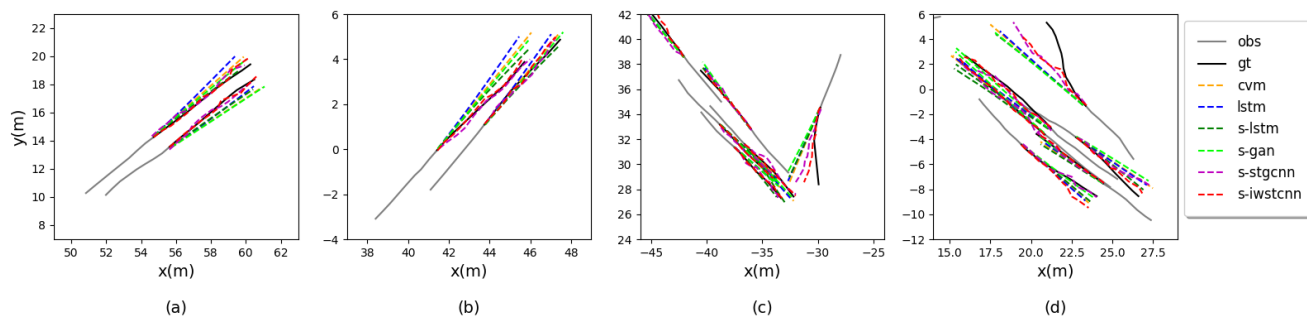 22
20
18
16
14
12
10
8
y(m)
50 52 54 56 58 60 62
x(m)
(a)
6
4
2
0
−2
−4
38 40 42 44 46 48
x(m)
(b)
42
40
38
36
34
32
30
28
26
24
−45 −40 −35 −30 −25
x(m)
(c)
6
4
2
0
−2
−4
−6
−8
−10
−12
15.0 17.5 20.0 22.5 25.0 27.5
x(m)
(d)
obs
gt
cvm
lstm
s-lstm
s-gan
s-stgcnn
s-iwstcnn